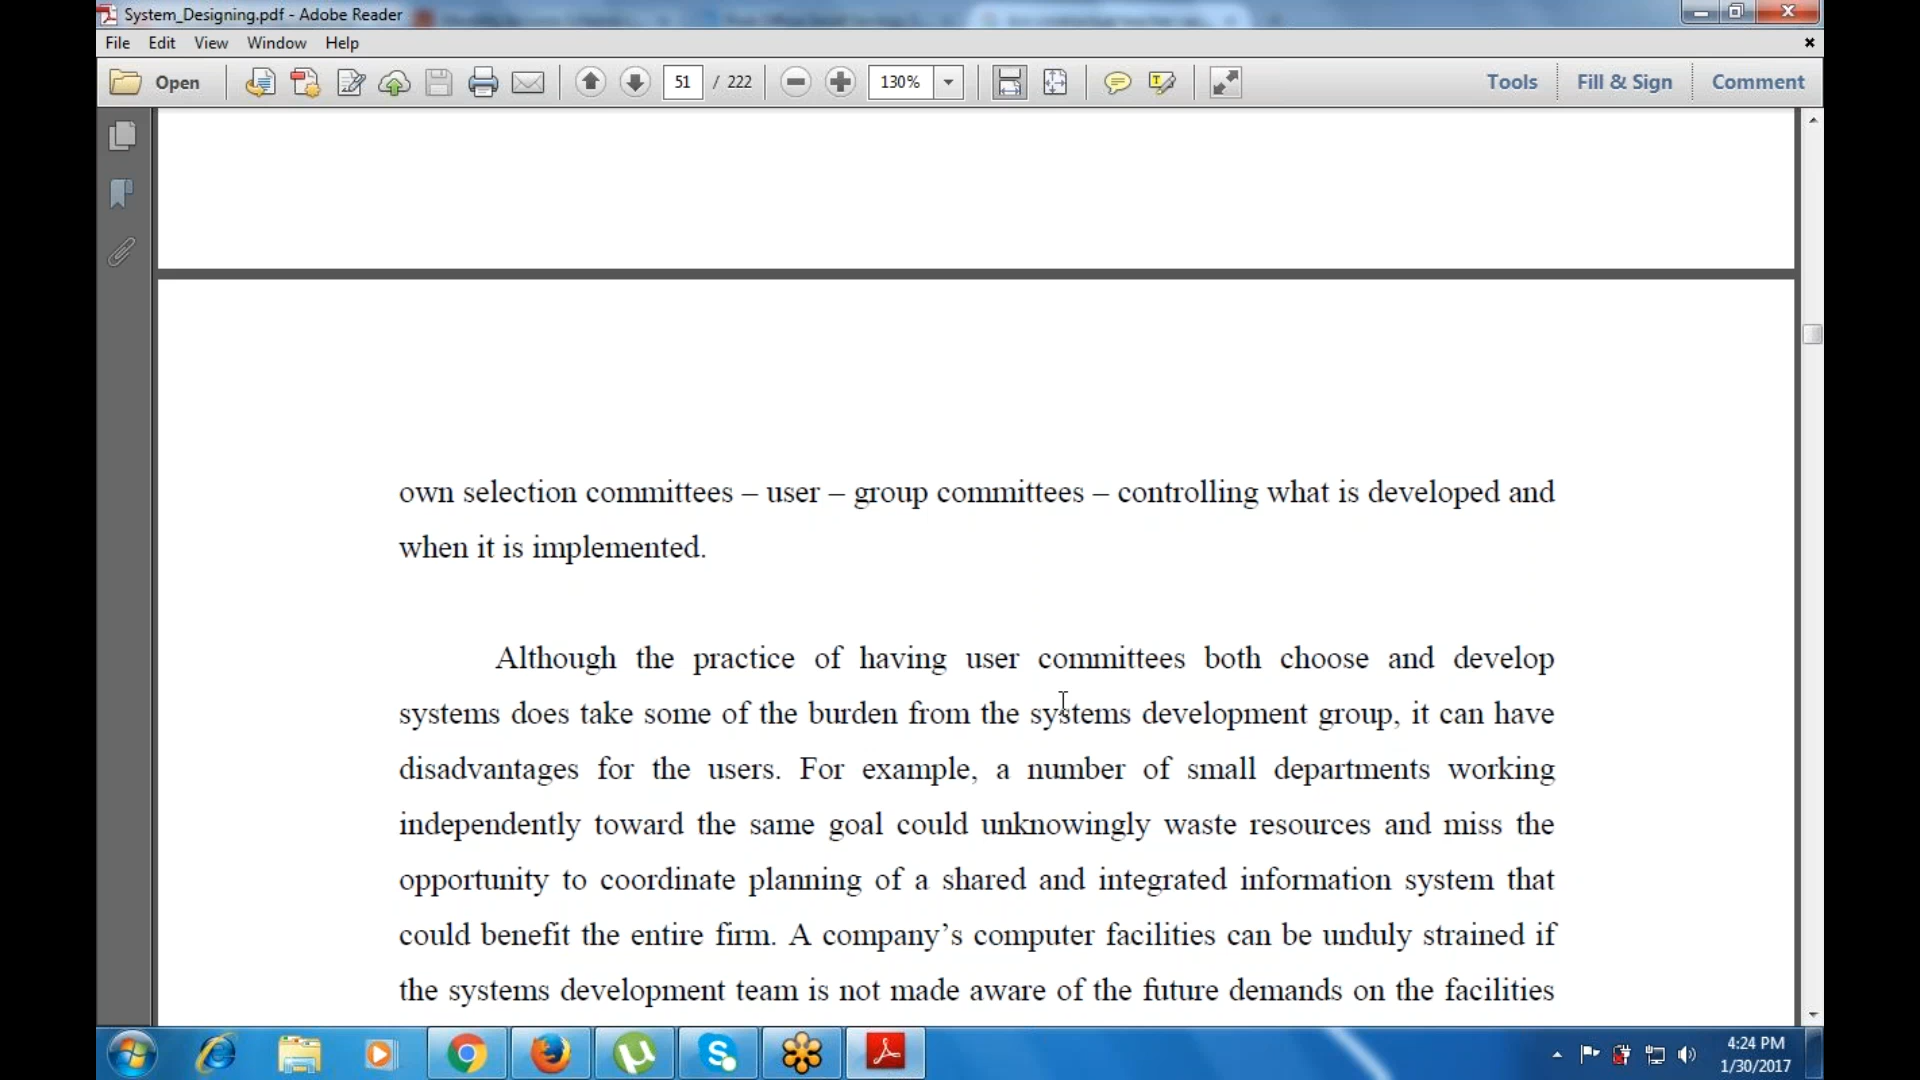 System_Designing.pdf - Adobe Reader
File Edit View Window Help
Open 51 / 222 130% Tools Fill & Sign Comment
own selection committees – user – group committees – controlling what is developed and
when it is implemented.
Although the practice of having user committees both choose and develop
systems does take some of the burden from the systems development group, it can have
disadvantages for the users. For example, a number of small departments working
independently toward the same goal could unknowingly waste resources and miss the
opportunity to coordinate planning of a shared and integrated information system that
could benefit the entire firm. A company’s computer facilities can be unduly strained if
the systems development team is not made aware of the future demands on the facilities
4:24 PM
1/30/2017